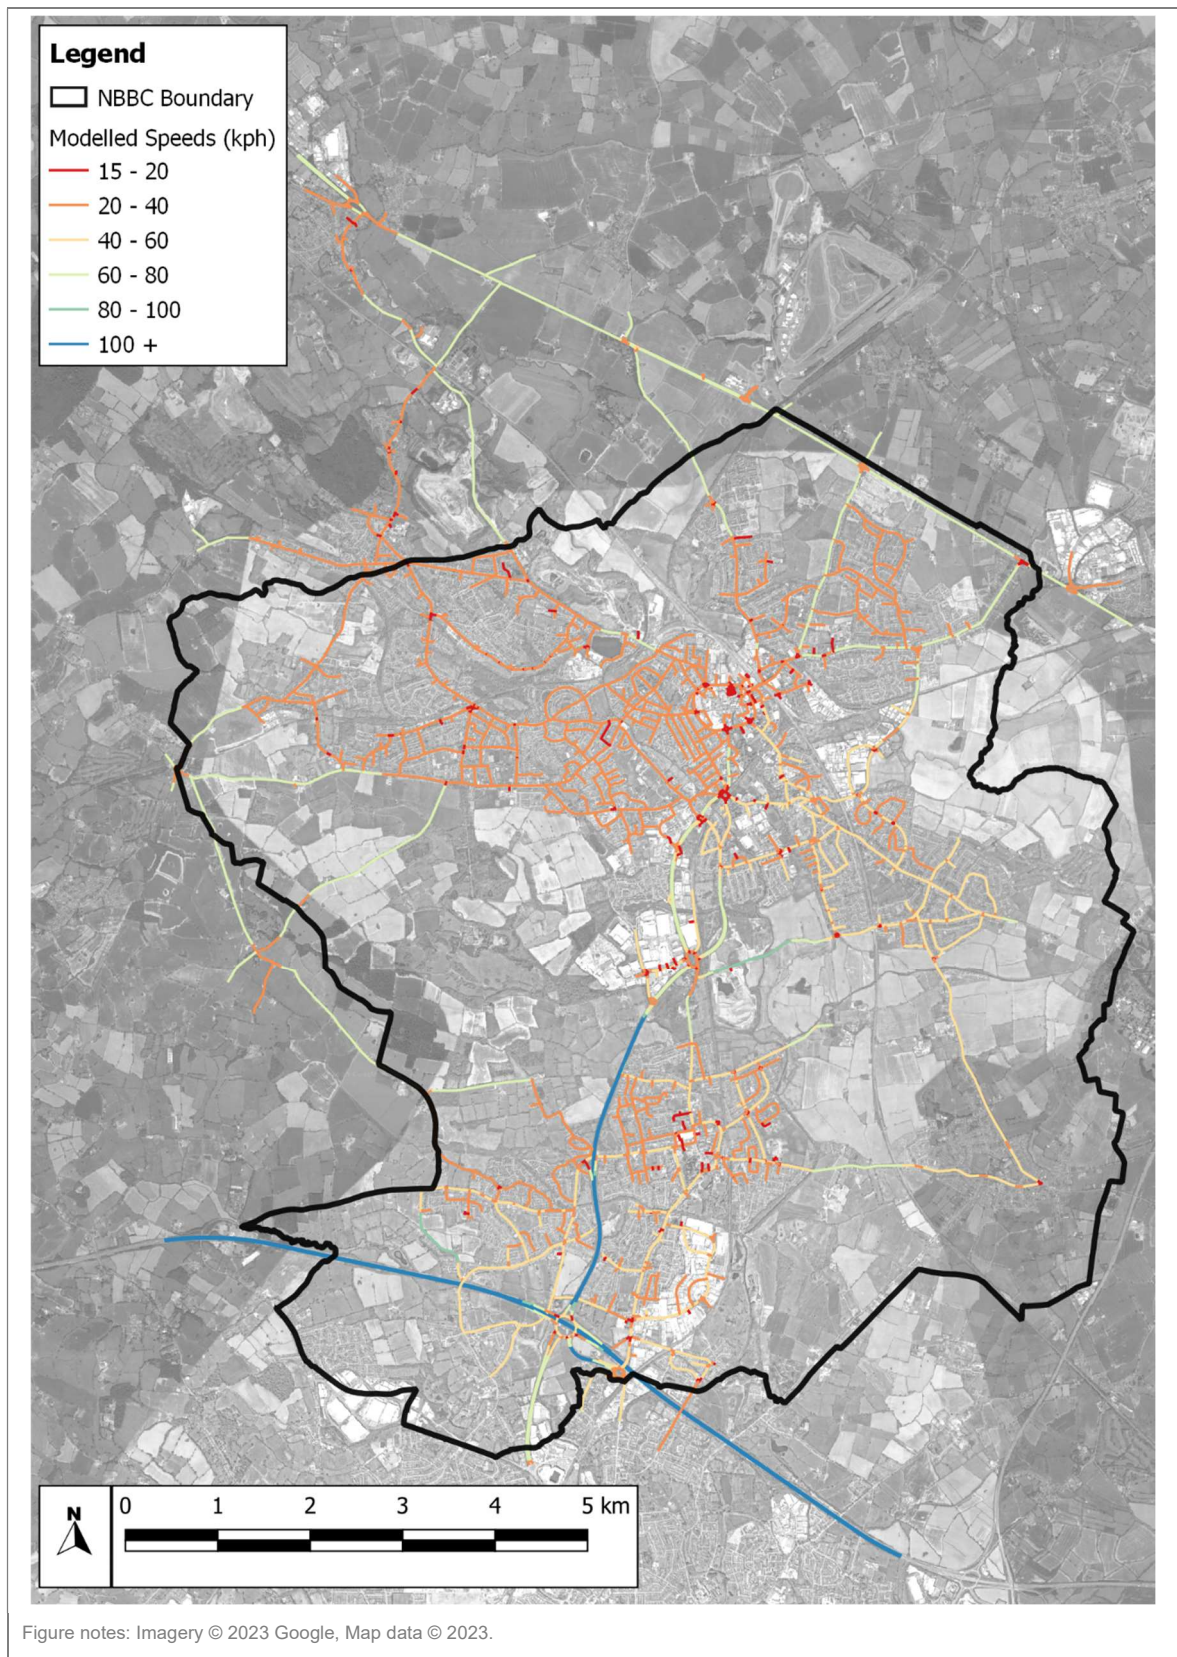 Legend
NBBC Boundary
Modelled Speeds (kph)
15 - 20
20 - 40
40 - 60
60 - 80
80 - 100
100 +
N
0 1 2 3 4 5 km
Figure notes: Imagery © 2023 Google, Map data © 2023.